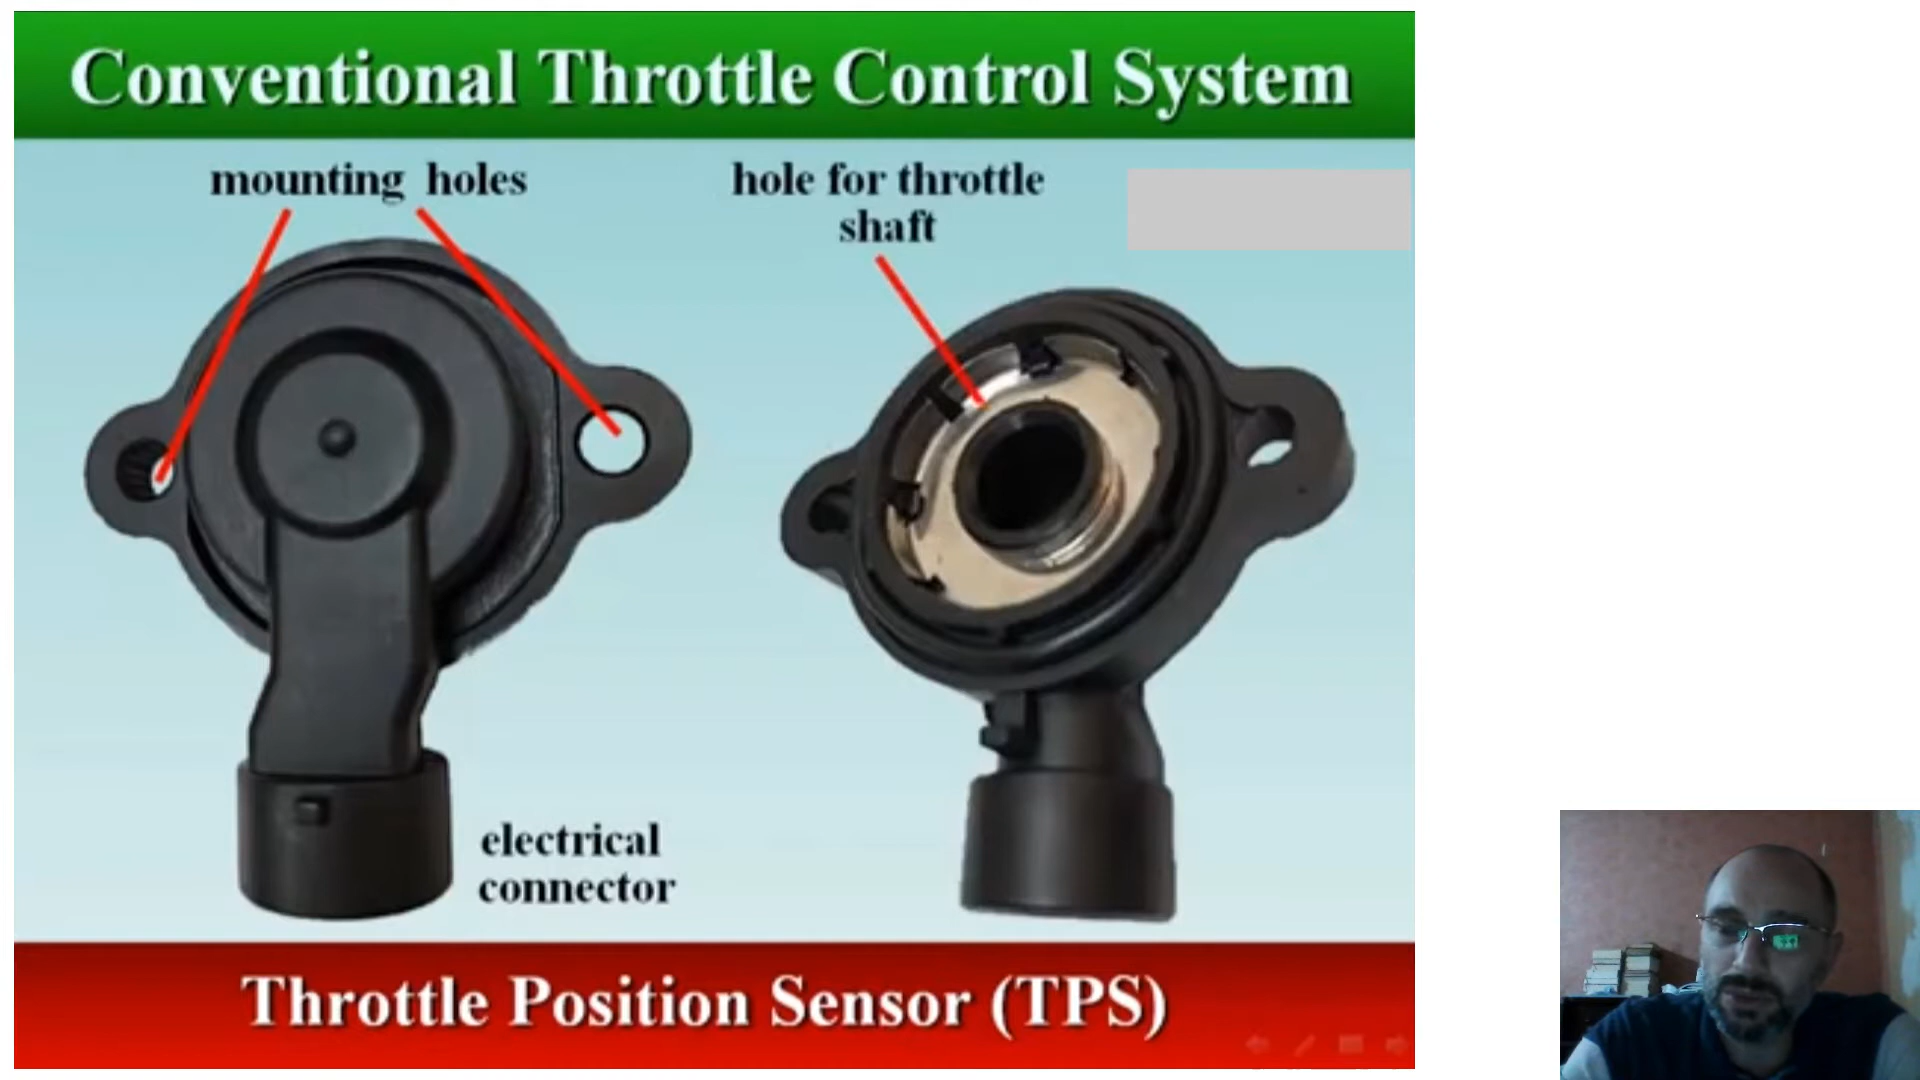 Conventional Throttle Control System
mounting holes
hole for throttle
shaft
electrical
connector
Throttle Position Sensor (TPS)